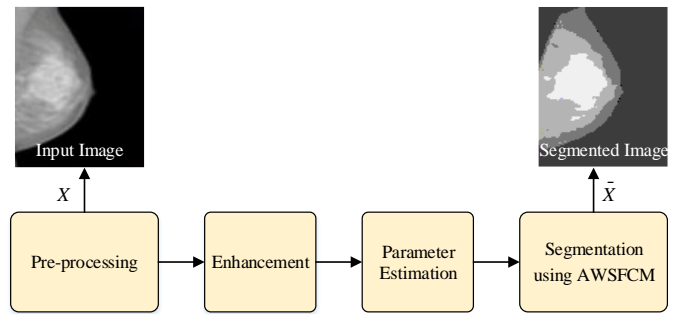 Input Image
Segmented Image
X
X̄
Pre-processing
Enhancement
Parameter
Estimation
Segmentation
using AWSFCM